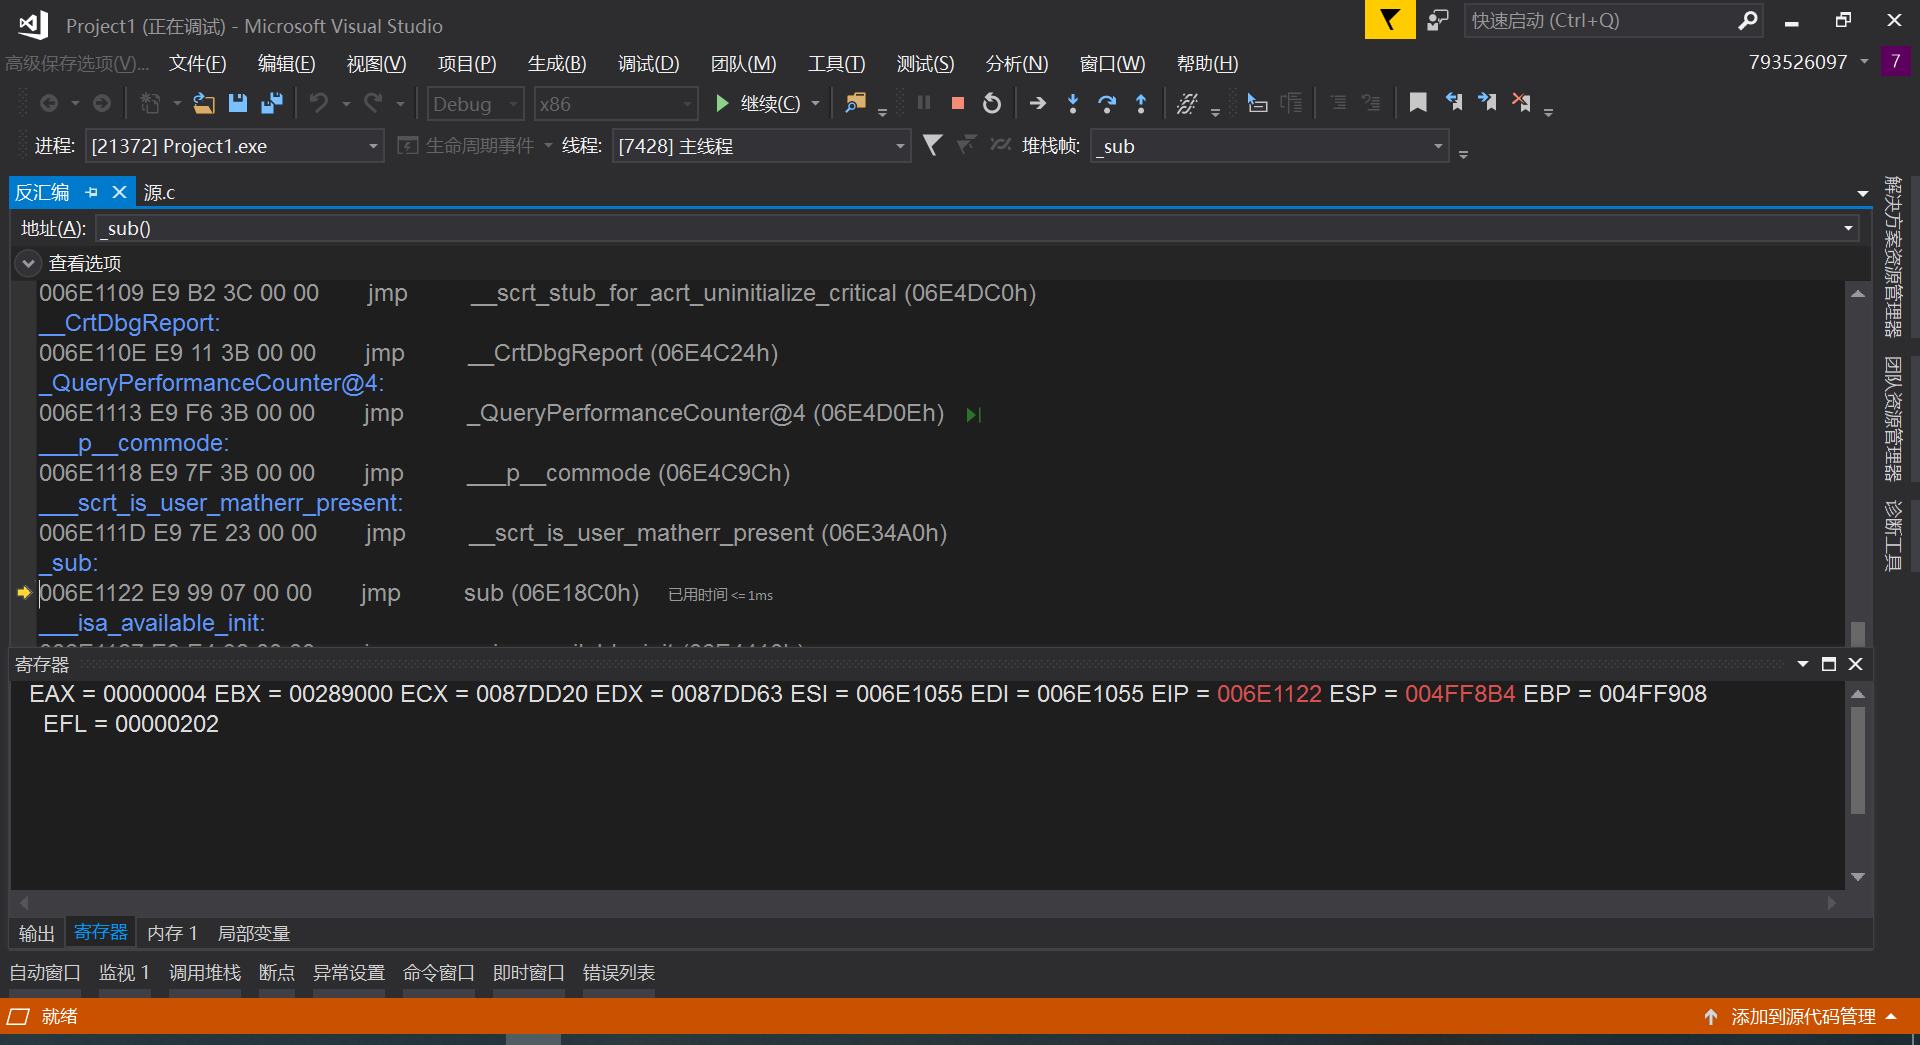 Project1 (正在调试) - Microsoft Visual Studio
快速启动 (Ctrl+Q)
高级保存选项(V)... 文件(F) 编辑(E) 视图(V) 项目(P) 生成(B) 调试(D) 团队(M) 工具(T) 测试(S) 分析(N) 窗口(W) 帮助(H) 793526097 7
Debug x86 继续(C)
进程: [21372] Project1.exe 生命周期事件 线程: [7428] 主线程 堆栈帧: _sub
反汇编 源.c
地址(A): _sub()
查看选项
006E1109 E9 B2 3C 00 00 jmp __scrt_stub_for_acrt_uninitialize_critical (06E4DC0h)
__CrtDbgReport:
006E110E E9 11 3B 00 00 jmp __CrtDbgReport (06E4C24h)
_QueryPerformanceCounter@4:
006E1113 E9 F6 3B 00 00 jmp _QueryPerformanceCounter@4 (06E4D0Eh)
___p__commode:
006E1118 E9 7F 3B 00 00 jmp ___p__commode (06E4C9Ch)
___scrt_is_user_matherr_present:
006E111D E9 7E 23 00 00 jmp __scrt_is_user_matherr_present (06E34A0h)
_sub:
006E1122 E9 99 07 00 00 jmp sub (06E18C0h) 已用时间 <= 1ms
___isa_available_init:
寄存器
EAX = 00000004 EBX = 00289000 ECX = 0087DD20 EDX = 0087DD63 ESI = 006E1055 EDI = 006E1055 EIP = 006E1122 ESP = 004FF8B4 EBP = 004FF908
EFL = 00000202
输出 寄存器 内存 1 局部变量
自动窗口 监视 1 调用堆栈 断点 异常设置 命令窗口 即时窗口 错误列表
就绪 添加到源代码管理
解决方案资源管理器
团队资源管理器
诊断工具